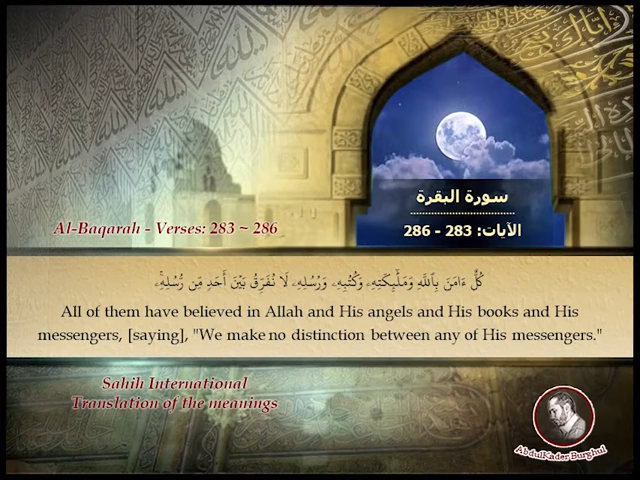 سورة البقرة
Al-Baqarah - Verses: 283 ~ 286
الآيات: 283 - 286
كُلٌّ ءَامَنَ بِٱللَّهِ وَمَلَٰٓئِكَتِهِۦ وَكُتُبِهِۦ وَرُسُلِهِۦ لَا نُفَرِّقُ بَيْنَ أَحَدٍ مِّن رُّسُلِهِۦۚ
All of them have believed in Allah and His angels and His books and His
messengers, [saying], "We make no distinction between any of His messengers."
Sahih International
Translation of the meanings
AbdulKader Burghul